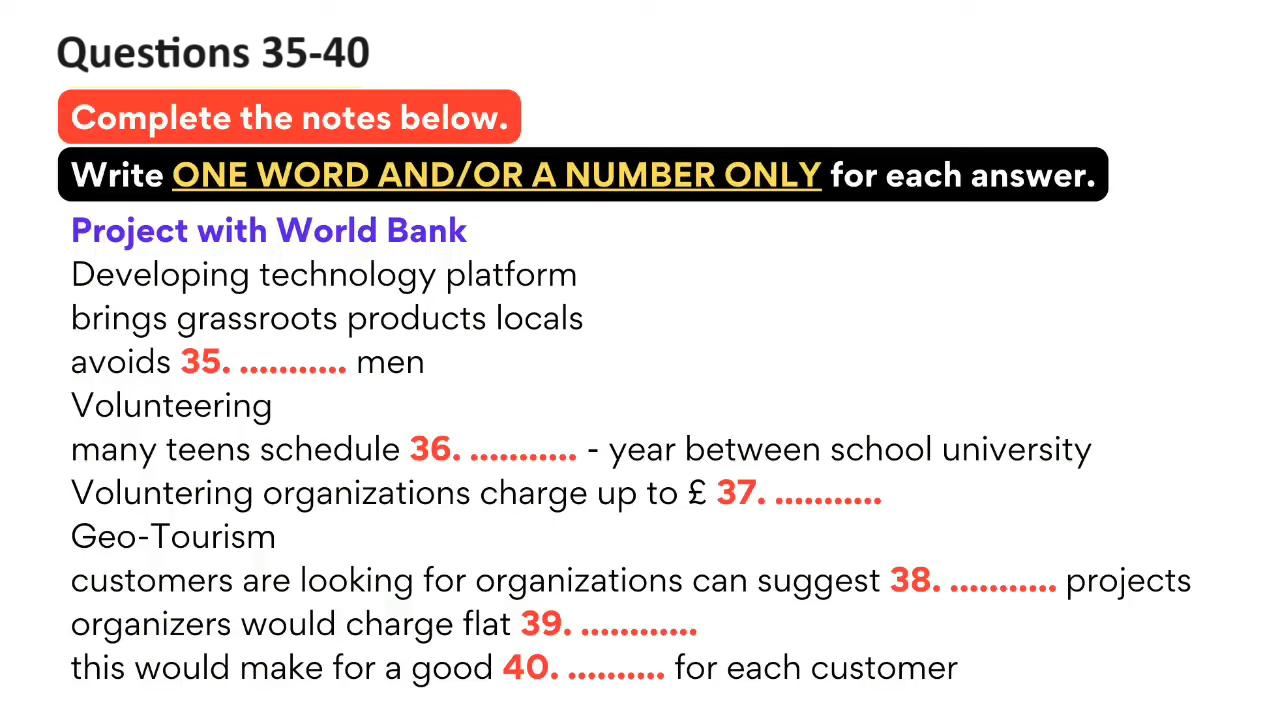 Questions 35-40
Complete the notes below.
Write ONE WORD AND/OR A NUMBER ONLY for each answer.
Project with World Bank
Developing technology platform
brings grassroots products locals
avoids 35. ........... men
Volunteering
many teens schedule 36. ........... - year between school university
Voluntering organizations charge up to £ 37. ...........
Geo-Tourism
customers are looking for organizations can suggest 38. ........... projects
organizers would charge flat 39. ............
this would make for a good 40. .......... for each customer